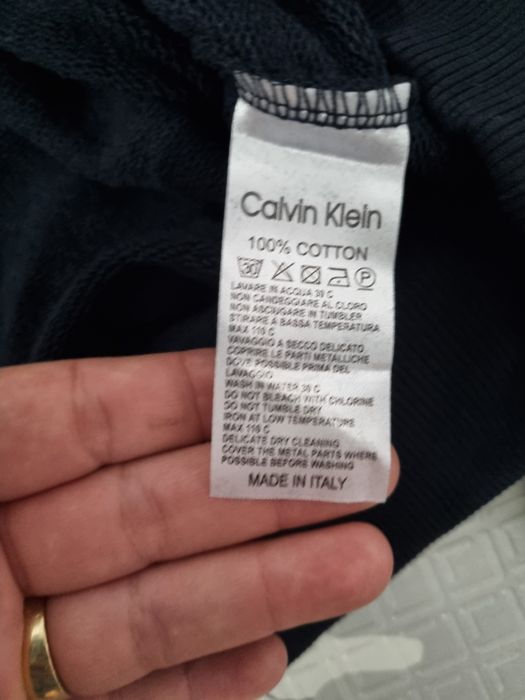 Calvin Klein
100% COTTON
30 P
LAVARE IN ACQUA 30 C
NON CANDEGGIARE AL CLORO
NON ASCIUGARE IN TUMBLER
STIRARE A BASSA TEMPERATURA
MAX 110 C
VAVAGGIO A SECCO DELICATO
COPRIRE LE PARTI METALLICHE
DOVE POSSIBILE PRIMA DEL
LAVAGGIO
WASH IN WATER 30 C
DO NOT BLEACH WITH CHLORINE
DO NOT TUMBLE DRY
IRON AT LOW TEMPERATURE
MAX 110 C
DELICATE DRY CLEANING
COVER THE METAL PARTS WHERE
POSSIBLE BEFORE WASHING
MADE IN ITALY